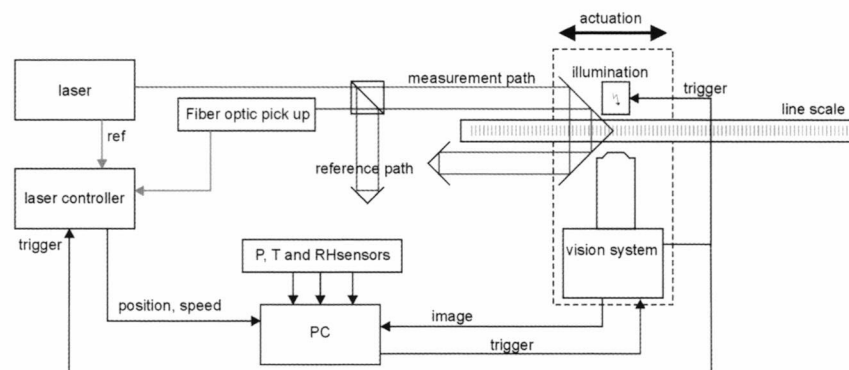 actuation
laser
measurement path
illumination
trigger
Fiber optic pick up
line scale
ref
reference path
laser controller
trigger
P, T and RHsensors
vision system
position, speed
PC
image
trigger